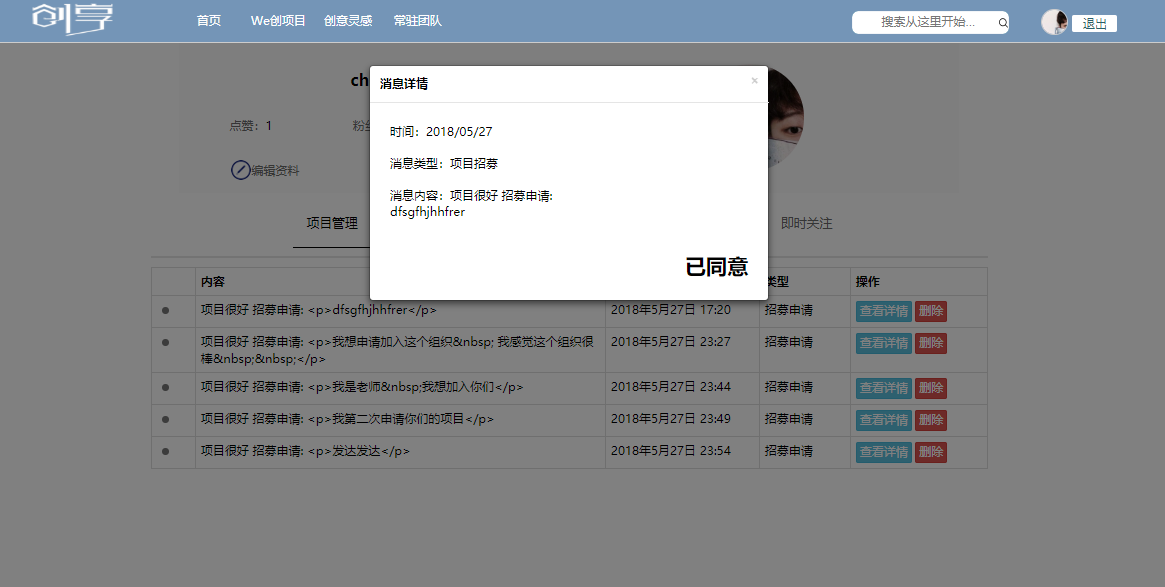 创享
首页 We创项目 创意灵感 常驻团队
搜索从这里开始...
退出
ch
消息详情
×
点赞：1
粉丝
编辑资料
时间：2018/05/27
消息类型：项目招募
消息内容：项目很好 招募申请:
dfsgfhjhhfrer
已同意
项目管理
即时关注
内容 类型 操作
项目很好 招募申请: <p>dfsgfhjhhfrer</p> 2018年5月27日 17:20 招募申请 查看详情 删除
项目很好 招募申请: <p>我想申请加入这个组织&nbsp; 我感觉这个组织很 2018年5月27日 23:27 招募申请 查看详情 删除
棒&nbsp;&nbsp;</p>
项目很好 招募申请: <p>我是老师&nbsp;我想加入你们</p> 2018年5月27日 23:44 招募申请 查看详情 删除
项目很好 招募申请: <p>我第二次申请你们的项目</p> 2018年5月27日 23:49 招募申请 查看详情 删除
项目很好 招募申请: <p>发达发达</p> 2018年5月27日 23:54 招募申请 查看详情 删除